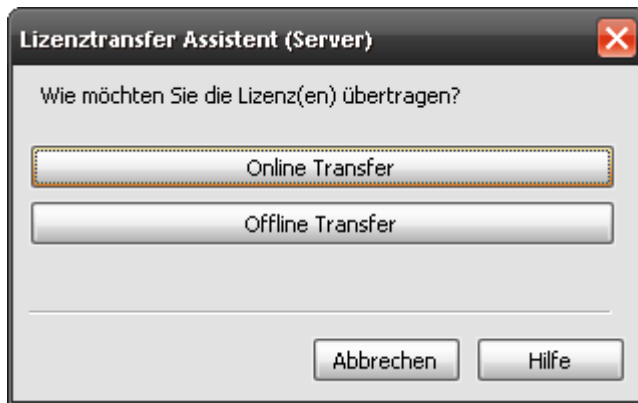 Lizenztransfer Assistent (Server)
Wie möchten Sie die Lizenz(en) übertragen?
Online Transfer
Offline Transfer
Abbrechen
Hilfe